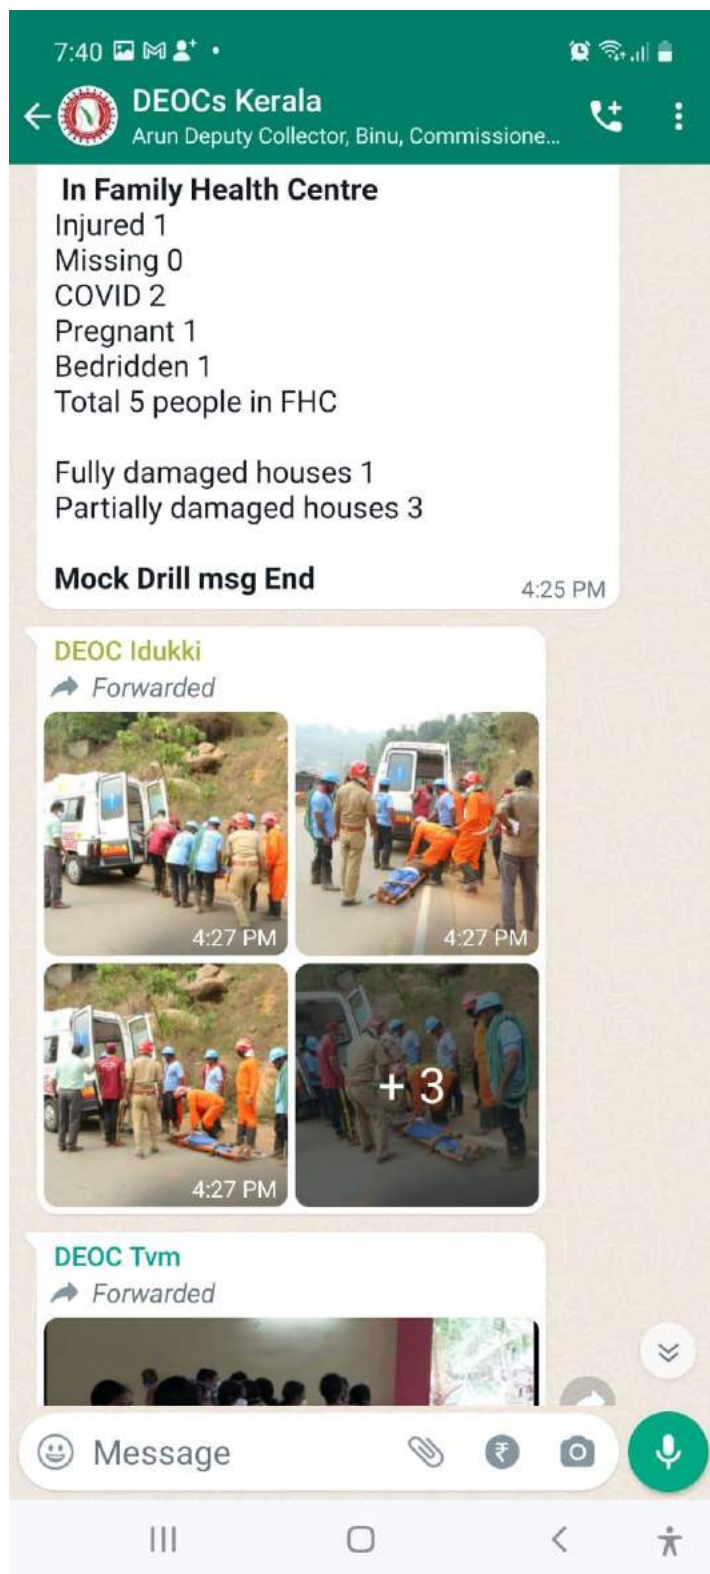 7:40
DEOCs Kerala
Arun Deputy Collector, Binu, Commissione...
In Family Health Centre
Injured 1
Missing 0
COVID 2
Pregnant 1
Bedridden 1
Total 5 people in FHC
Fully damaged houses 1
Partially damaged houses 3
Mock Drill msg End
4:25 PM
DEOC Idukki
Forwarded
4:27 PM
4:27 PM
4:27 PM
+ 3
DEOC Tvm
Forwarded
Message